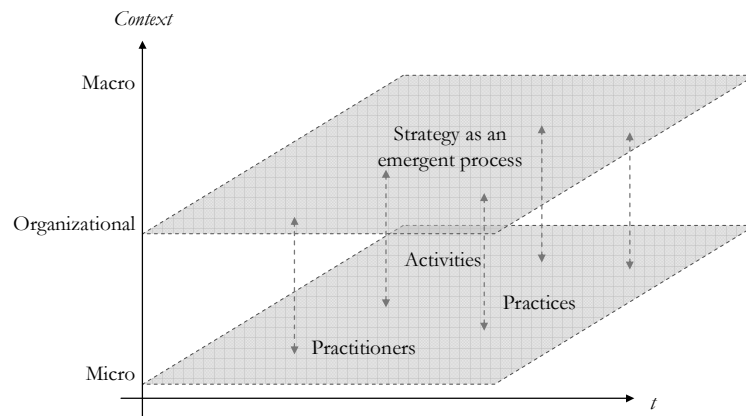 Context
Macro
Strategy as an
emergent process
Organizational
Activities
Practices
Practitioners
Micro
t